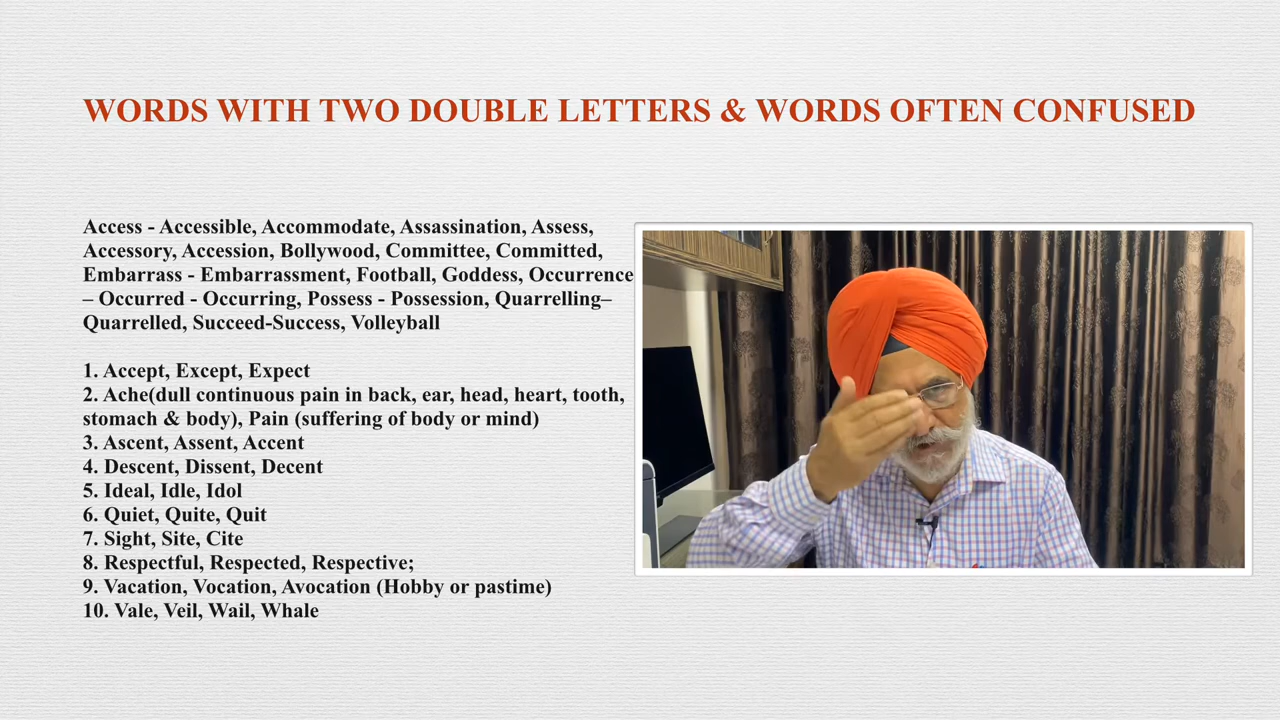 WORDS WITH TWO DOUBLE LETTERS & WORDS OFTEN CONFUSED
Access - Accessible, Accommodate, Assassination, Assess,
Accessory, Accession, Bollywood, Committee, Committed,
Embarrass - Embarrassment, Football, Goddess, Occurrence
– Occurred - Occurring, Possess - Possession, Quarrelling–
Quarrelled, Succeed-Success, Volleyball
1. Accept, Except, Expect
2. Ache(dull continuous pain in back, ear, head, heart, tooth,
stomach & body), Pain (suffering of body or mind)
3. Ascent, Assent, Accent
4. Descent, Dissent, Decent
5. Ideal, Idle, Idol
6. Quiet, Quite, Quit
7. Sight, Site, Cite
8. Respectful, Respected, Respective;
9. Vacation, Vocation, Avocation (Hobby or pastime)
10. Vale, Veil, Wail, Whale